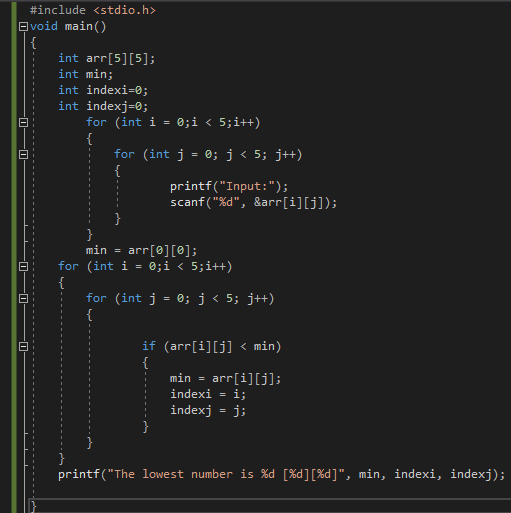 #include <stdio.h>
void main()
{
    int arr[5][5];
    int min;
    int indexi=0;
    int indexj=0;
        for (int i = 0;i < 5;i++)
        {
            for (int j = 0; j < 5; j++)
            {
                    printf("Input:");
                    scanf("%d", &arr[i][j]);
            }
        }
        min = arr[0][0];
    for (int i = 0;i < 5;i++)
    {
        for (int j = 0; j < 5; j++)
        {
                if (arr[i][j] < min)
                {
                    min = arr[i][j];
                    indexi = i;
                    indexj = j;
                }
        }
    }
    printf("The lowest number is %d [%d][%d]", min, indexi, indexj);
}